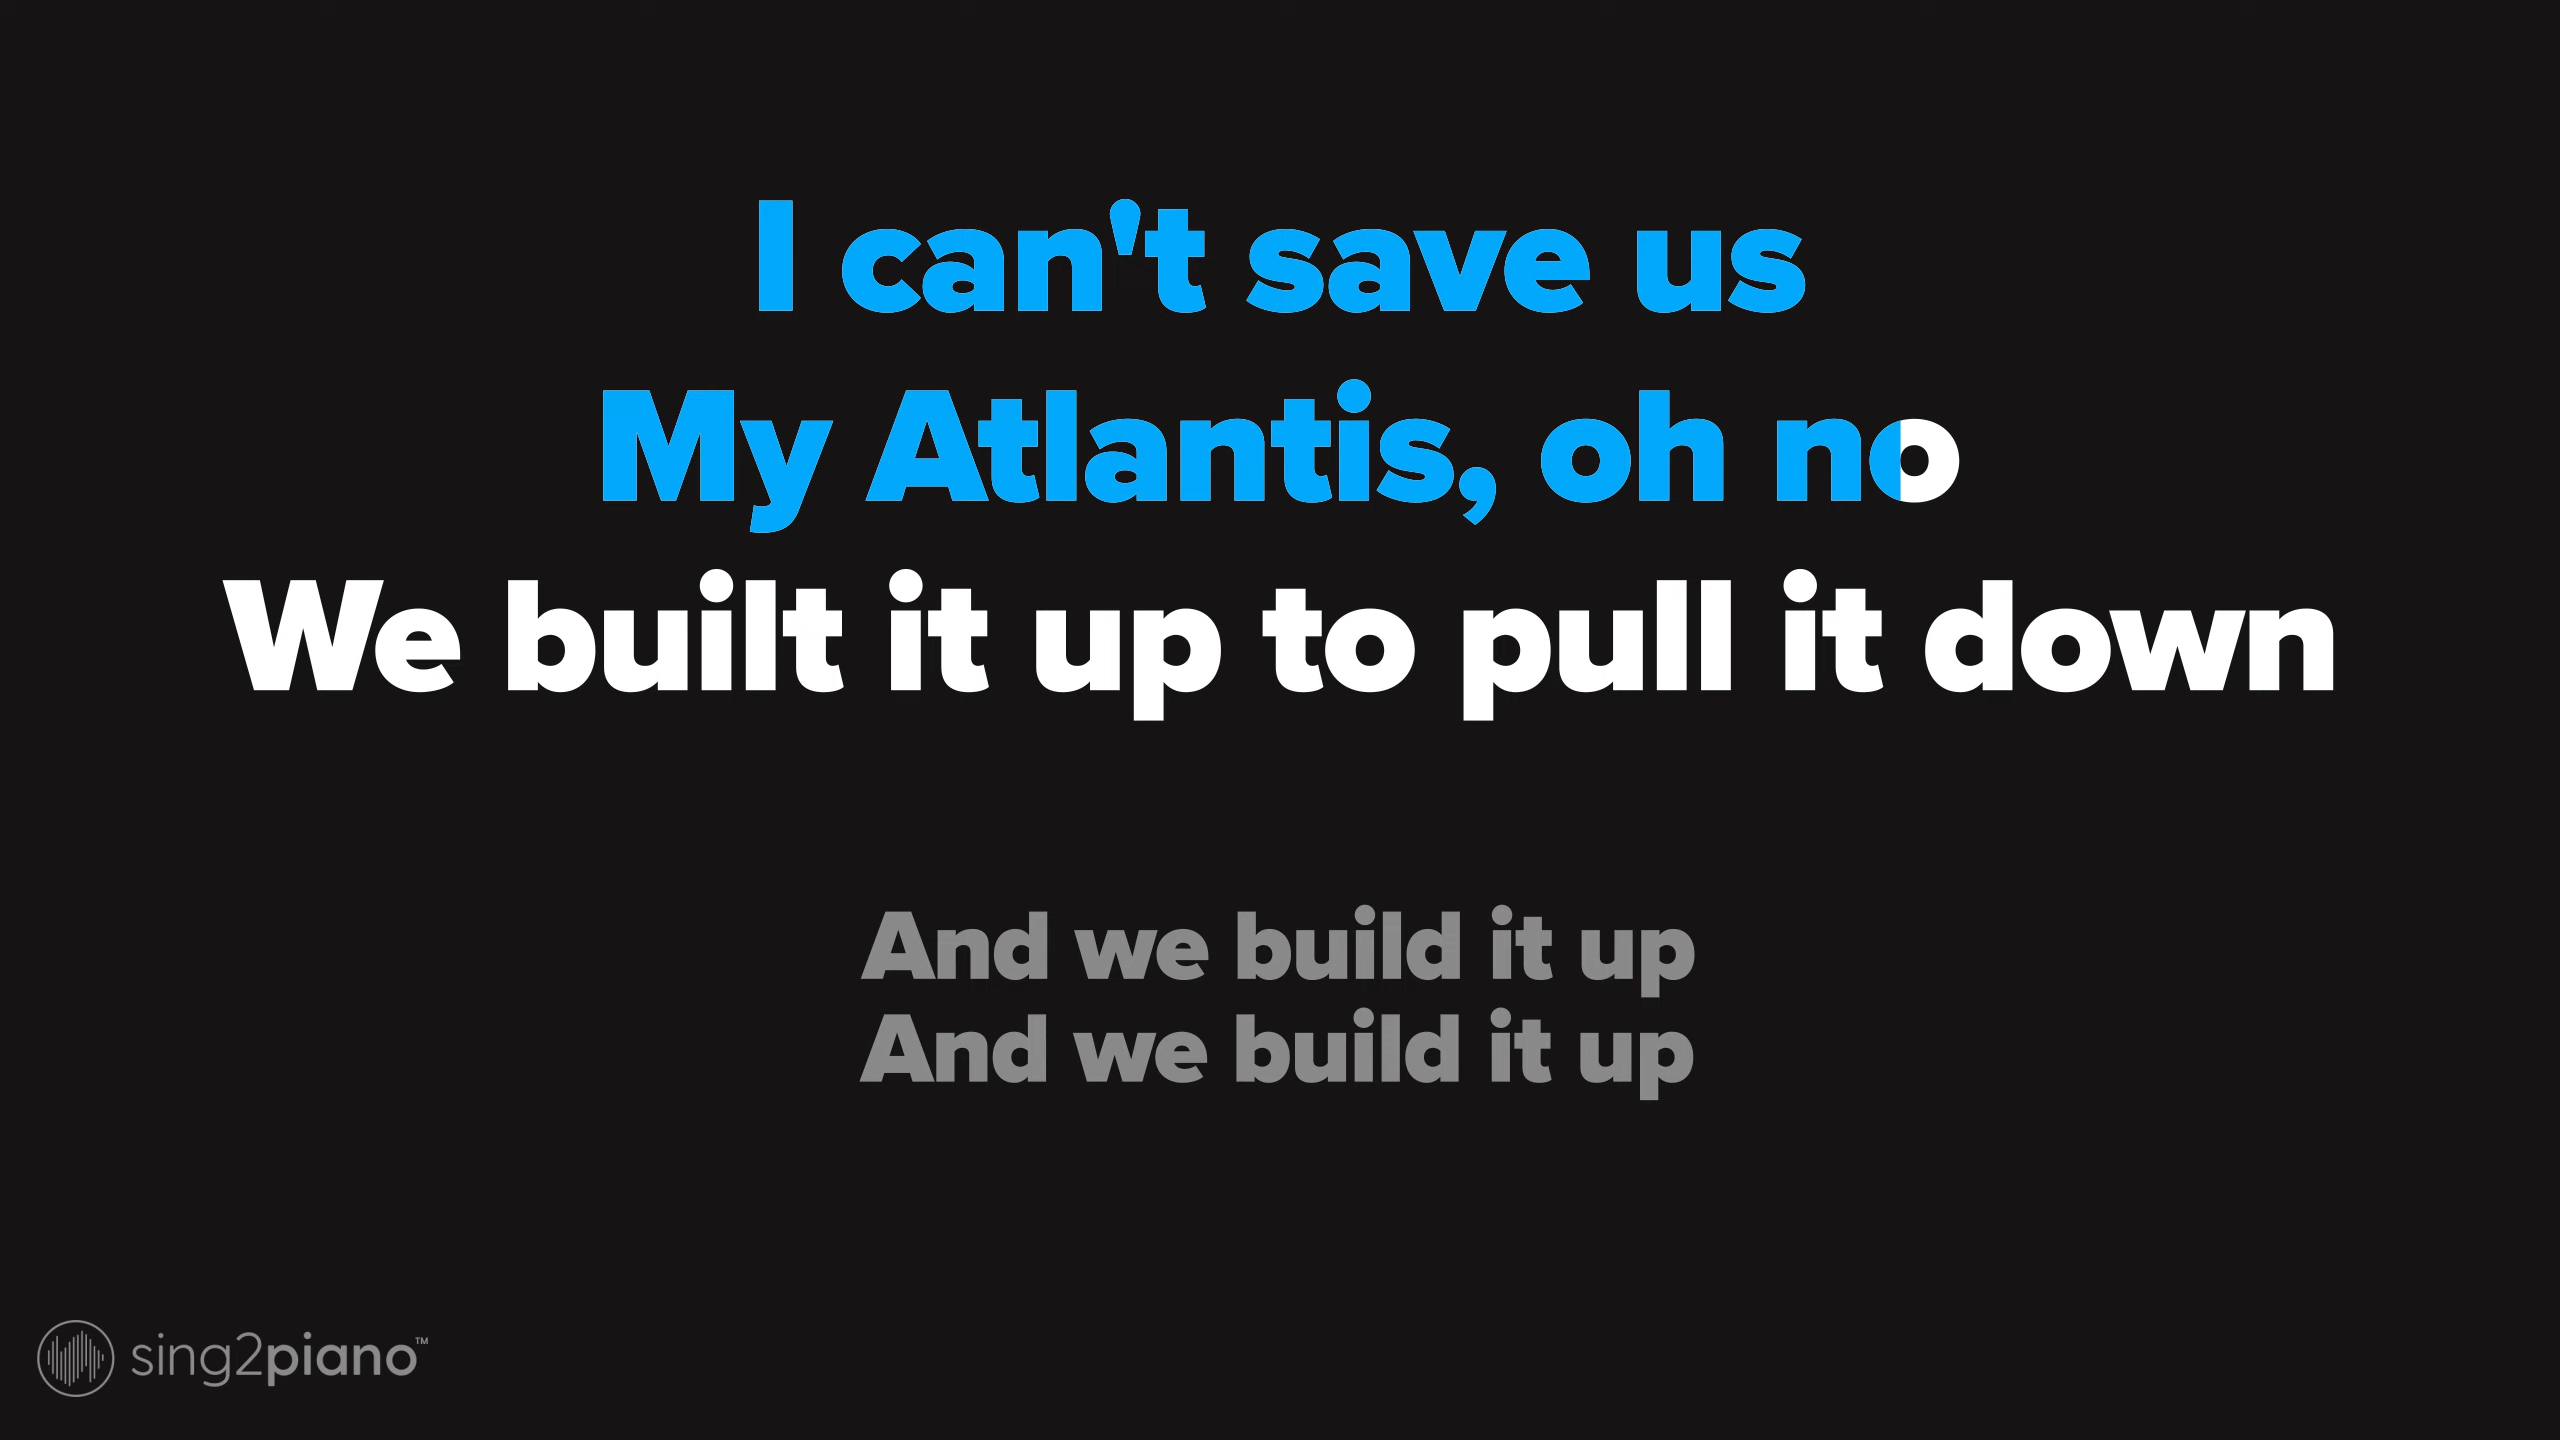 I can't save us
My Atlantis, oh no
We built it up to pull it down
And we build it up
And we build it up
sing2piano™